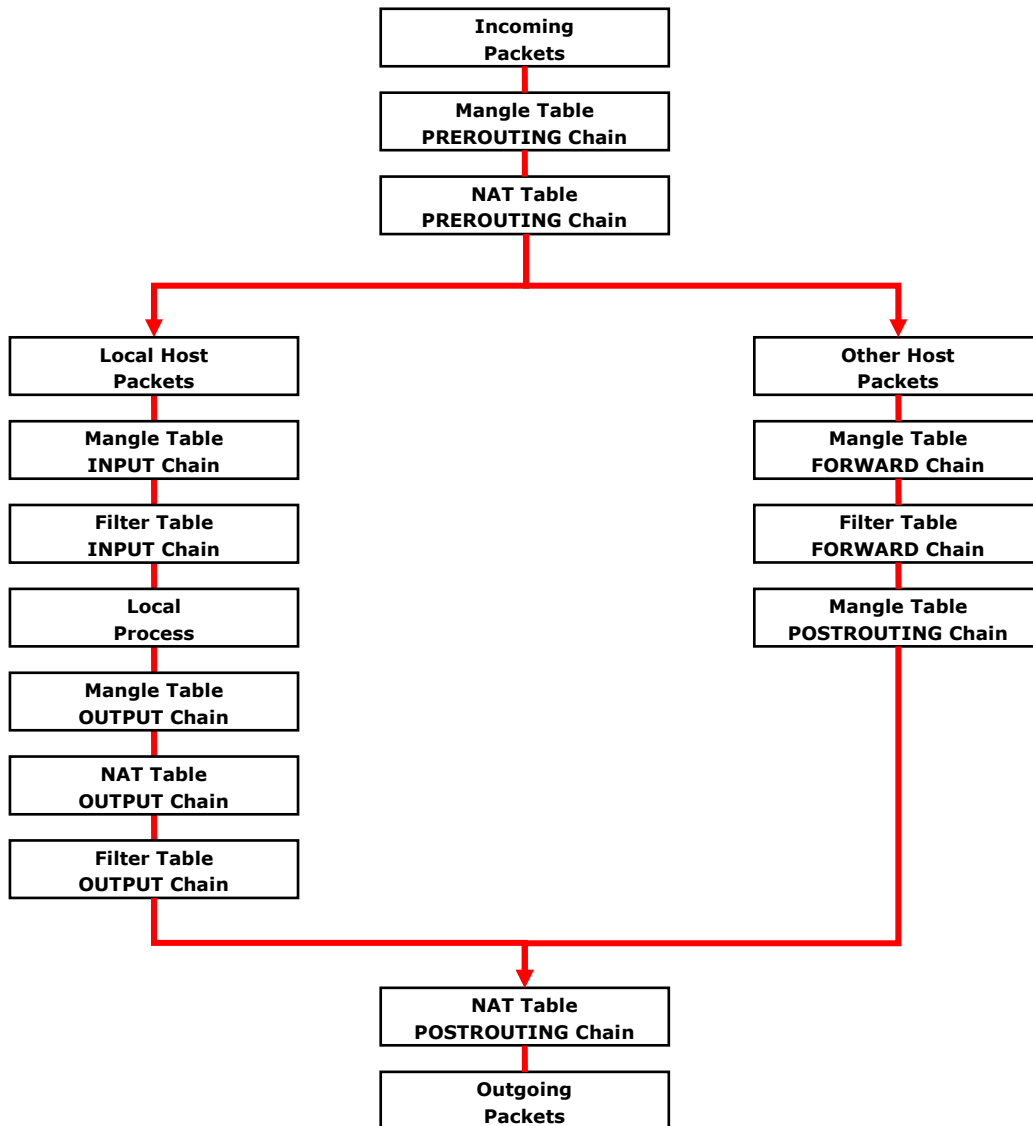 Incoming
Packets
Mangle Table
PREROUTING Chain
NAT Table
PREROUTING Chain
Local Host
Packets
Mangle Table
INPUT Chain
Filter Table
INPUT Chain
Local
Process
Mangle Table
OUTPUT Chain
NAT Table
OUTPUT Chain
Filter Table
OUTPUT Chain
Other Host
Packets
Mangle Table
FORWARD Chain
Filter Table
FORWARD Chain
Mangle Table
POSTROUTING Chain
NAT Table
POSTROUTING Chain
Outgoing
Packets